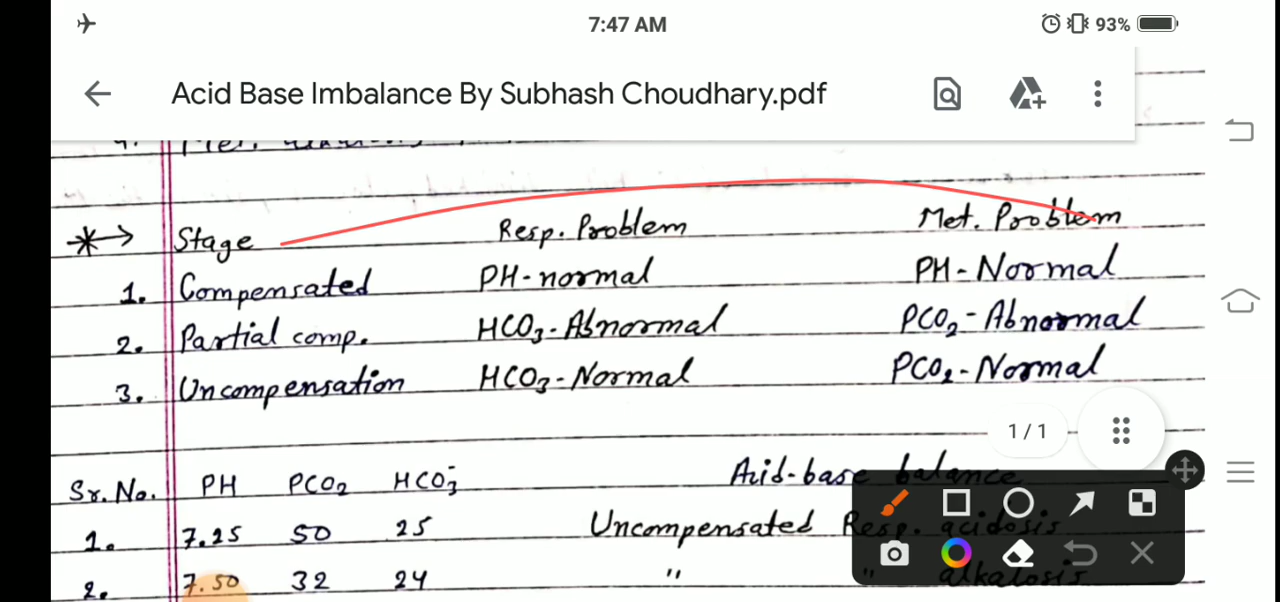 7:47 AM 93%
Acid Base Imbalance By Subhash Choudhary.pdf
Stage Resp. Problem Met. Problem
1. Compensated PH-normal PH-Normal
2. Partial comp. HCO3-Abnormal PCO2-Abnormal
3. Uncompensation HCO3-Normal PCO2-Normal
1 / 1
Sr. No. PH PCO2 HCO3- Acid-base balance
1. 7.25 50 25 Uncompensated Resp. acidosis
2. 7.50 32 24 " " alkalosis